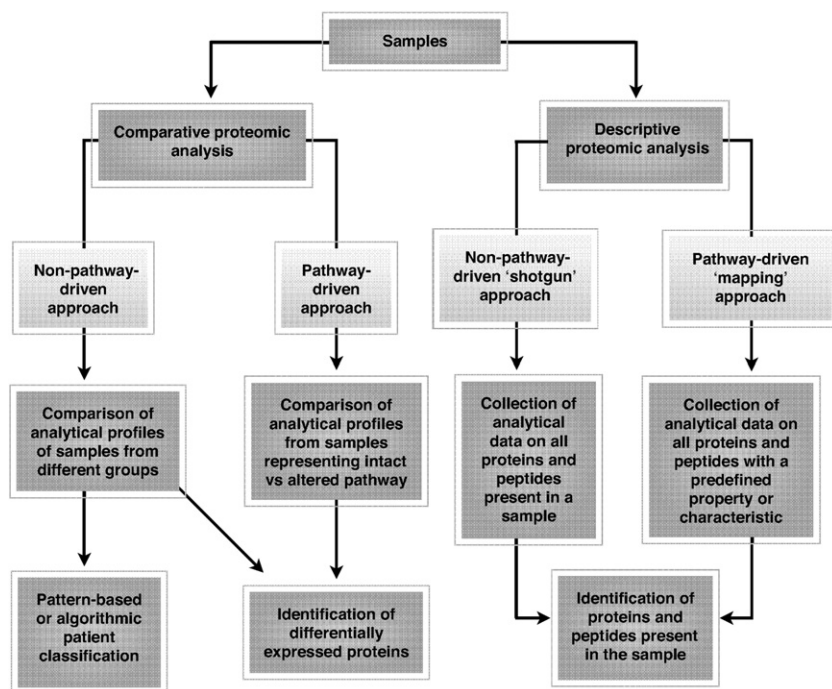 Samples
Comparative proteomic
analysis
Descriptive
proteomic analysis
Non-pathway-
driven
approach
Pathway-
driven
approach
Non-pathway-
driven ‘shotgun’
approach
Pathway-driven
‘mapping’
approach
Comparison of
analytical profiles
of samples from
different groups
Comparison of
analytical profiles
from samples
representing intact
vs altered pathway
Collection of
analytical
data on all
proteins and
peptides
present in a
sample
Collection of
analytical data on
all proteins and
peptides with a
predefined
property or
characteristic
Pattern-based
or algorithmic
patient
classification
Identification of
differentially
expressed proteins
Identification of
proteins and
peptides present
in the sample